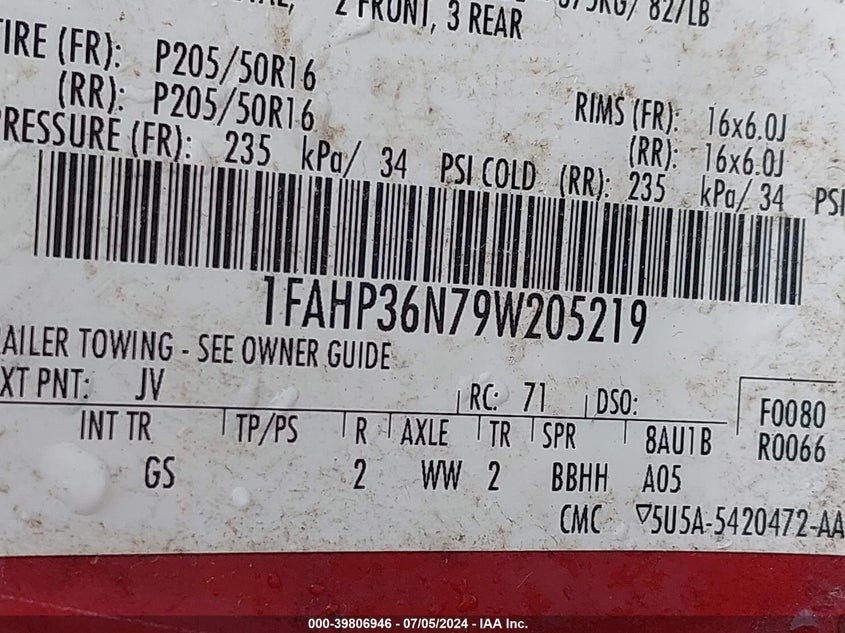 2 FRONT, 3 REAR
TIRE (FR): P205/50R16
(RR): P205/50R16
RIMS (FR): 16x6.0J
(RR): 16x6.0J
PRESSURE (FR): 235 kPa/ 34 PSI COLD (RR): 235 kPa/ 34 PSI
1FAHP36N79W205219
RAILER TOWING - SEE OWNER GUIDE
EXT PNT: JV RC: 71 DSO:
INT TR TP/PS R AXLE TR SPR 8AU1B F0080
R0066
GS 2 WW 2 BBHH A05
CMC ▽5U5A-5420472-AA
000-39806946 - 07/05/2024 - IAA Inc.